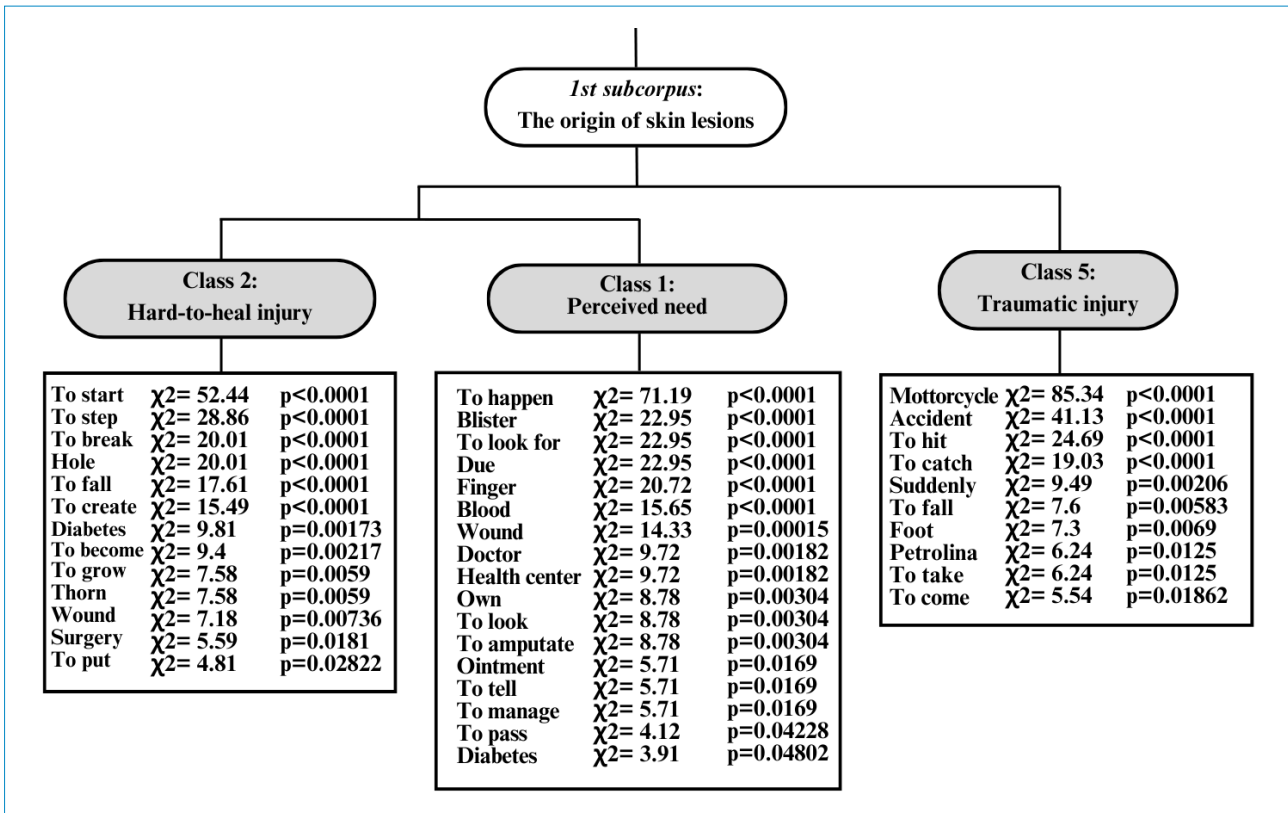 1st subcorpus:
The origin of skin lesions
Class 2:
Hard-to-heal injury
To start χ2= 52.44 p<0.0001
To step χ2= 28.86 p<0.0001
To break χ2= 20.01 p<0.0001
Hole χ2= 20.01 p<0.0001
To fall χ2= 17.61 p<0.0001
To create χ2= 15.49 p<0.0001
Diabetes χ2= 9.81 p=0.00173
To become χ2= 9.4 p=0.00217
To grow χ2= 7.58 p=0.0059
Thorn χ2= 7.58 p=0.0059
Wound χ2= 7.18 p=0.00736
Surgery χ2= 5.59 p=0.0181
To put χ2= 4.81 p=0.02822
Class 1:
Perceived need
To happen χ2= 71.19 p<0.0001
Blister χ2= 22.95 p<0.0001
To look for χ2= 22.95 p<0.0001
Due χ2= 22.95 p<0.0001
Finger χ2= 20.72 p<0.0001
Blood χ2= 15.65 p<0.0001
Wound χ2= 14.33 p=0.00015
Doctor χ2= 9.72 p=0.00182
Health center χ2= 9.72 p=0.00182
Own χ2= 8.78 p=0.00304
To look χ2= 8.78 p=0.00304
To amputate χ2= 8.78 p=0.00304
Ointment χ2= 5.71 p=0.0169
To tell χ2= 5.71 p=0.0169
To manage χ2= 5.71 p=0.0169
To pass χ2= 4.12 p=0.04228
Diabetes χ2= 3.91 p=0.04802
Class 5:
Traumatic injury
Mottorcycle χ2= 85.34 p<0.0001
Accident χ2= 41.13 p<0.0001
To hit χ2= 24.69 p<0.0001
To catch χ2= 19.03 p<0.0001
Suddenly χ2= 9.49 p=0.00206
To fall χ2= 7.6 p=0.00583
Foot χ2= 7.3 p=0.0069
Petrolina χ2= 6.24 p=0.0125
To take χ2= 6.24 p=0.0125
To come χ2= 5.54 p=0.01862